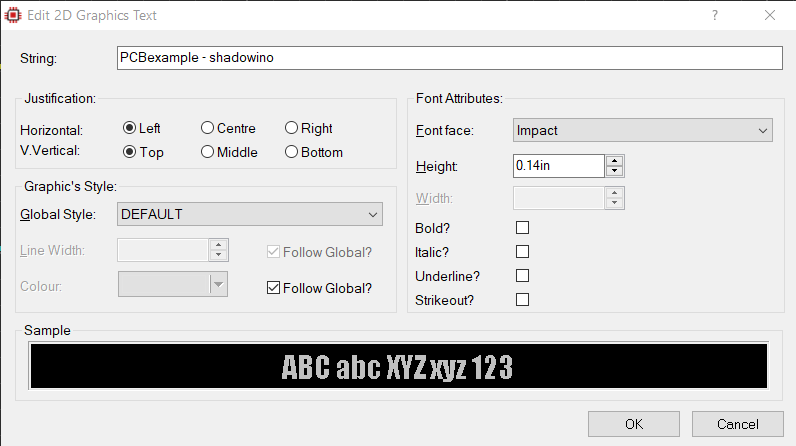 Edit 2D Graphics Text ?
String: PCBexample - shadowino
Justification:
Horizontal: Left Centre Right
V.Vertical: Top Middle Bottom
Graphic's Style:
Global Style: DEFAULT
Line Width: Follow Global?
Colour: Follow Global?
Font Attributes:
Font face: Impact
Height: 0.14in
Width:
Bold?
Italic?
Underline?
Strikeout?
Sample
ABC abc XYZ xyz 123
OK Cancel